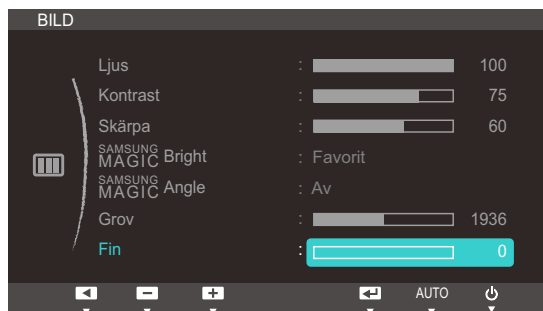 BILD
Ljus : 100
Kontrast : 75
Skärpa : 60
SAMSUNG MAGIC Bright : Favorit
SAMSUNG MAGIC Angle : Av
Grov : 1936
Fin : 0
AUTO